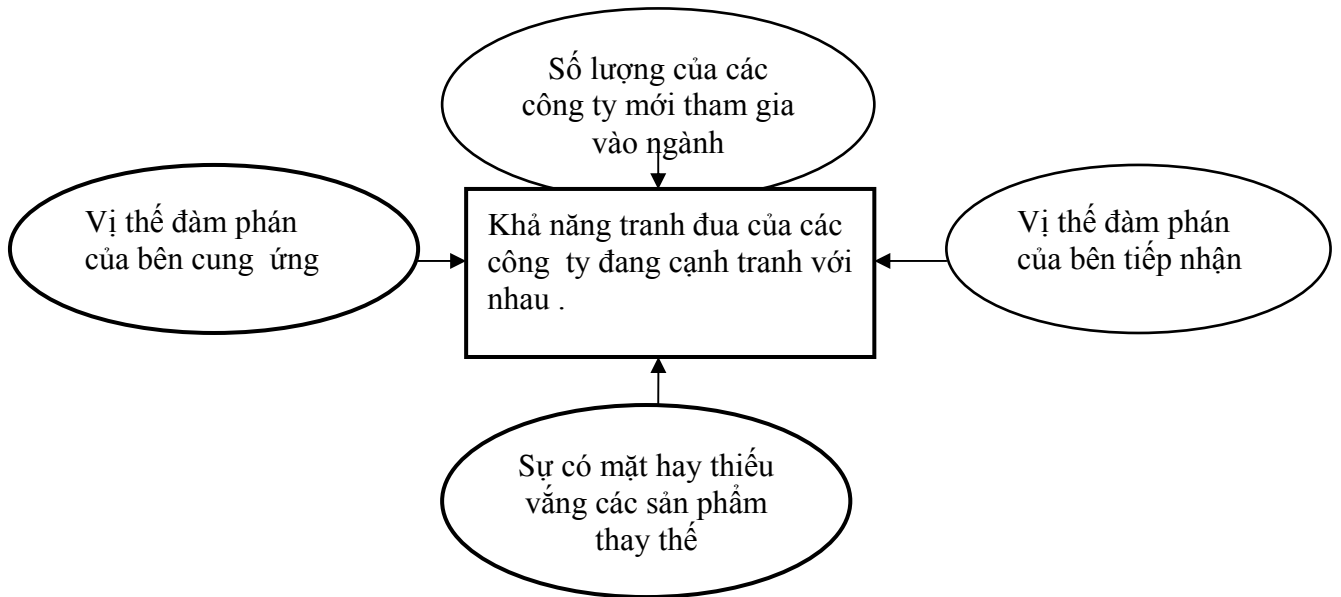 Số lượng của các
công ty mới tham gia
vào ngành
Vị thế đàm phán
của bên cung ứng
Khả năng tranh đua của các
công ty đang cạnh tranh với
nhau .
Vị thế đàm phán
của bên tiếp nhận
Sự có mặt hay thiếu
vắng các sản phẩm
thay thế